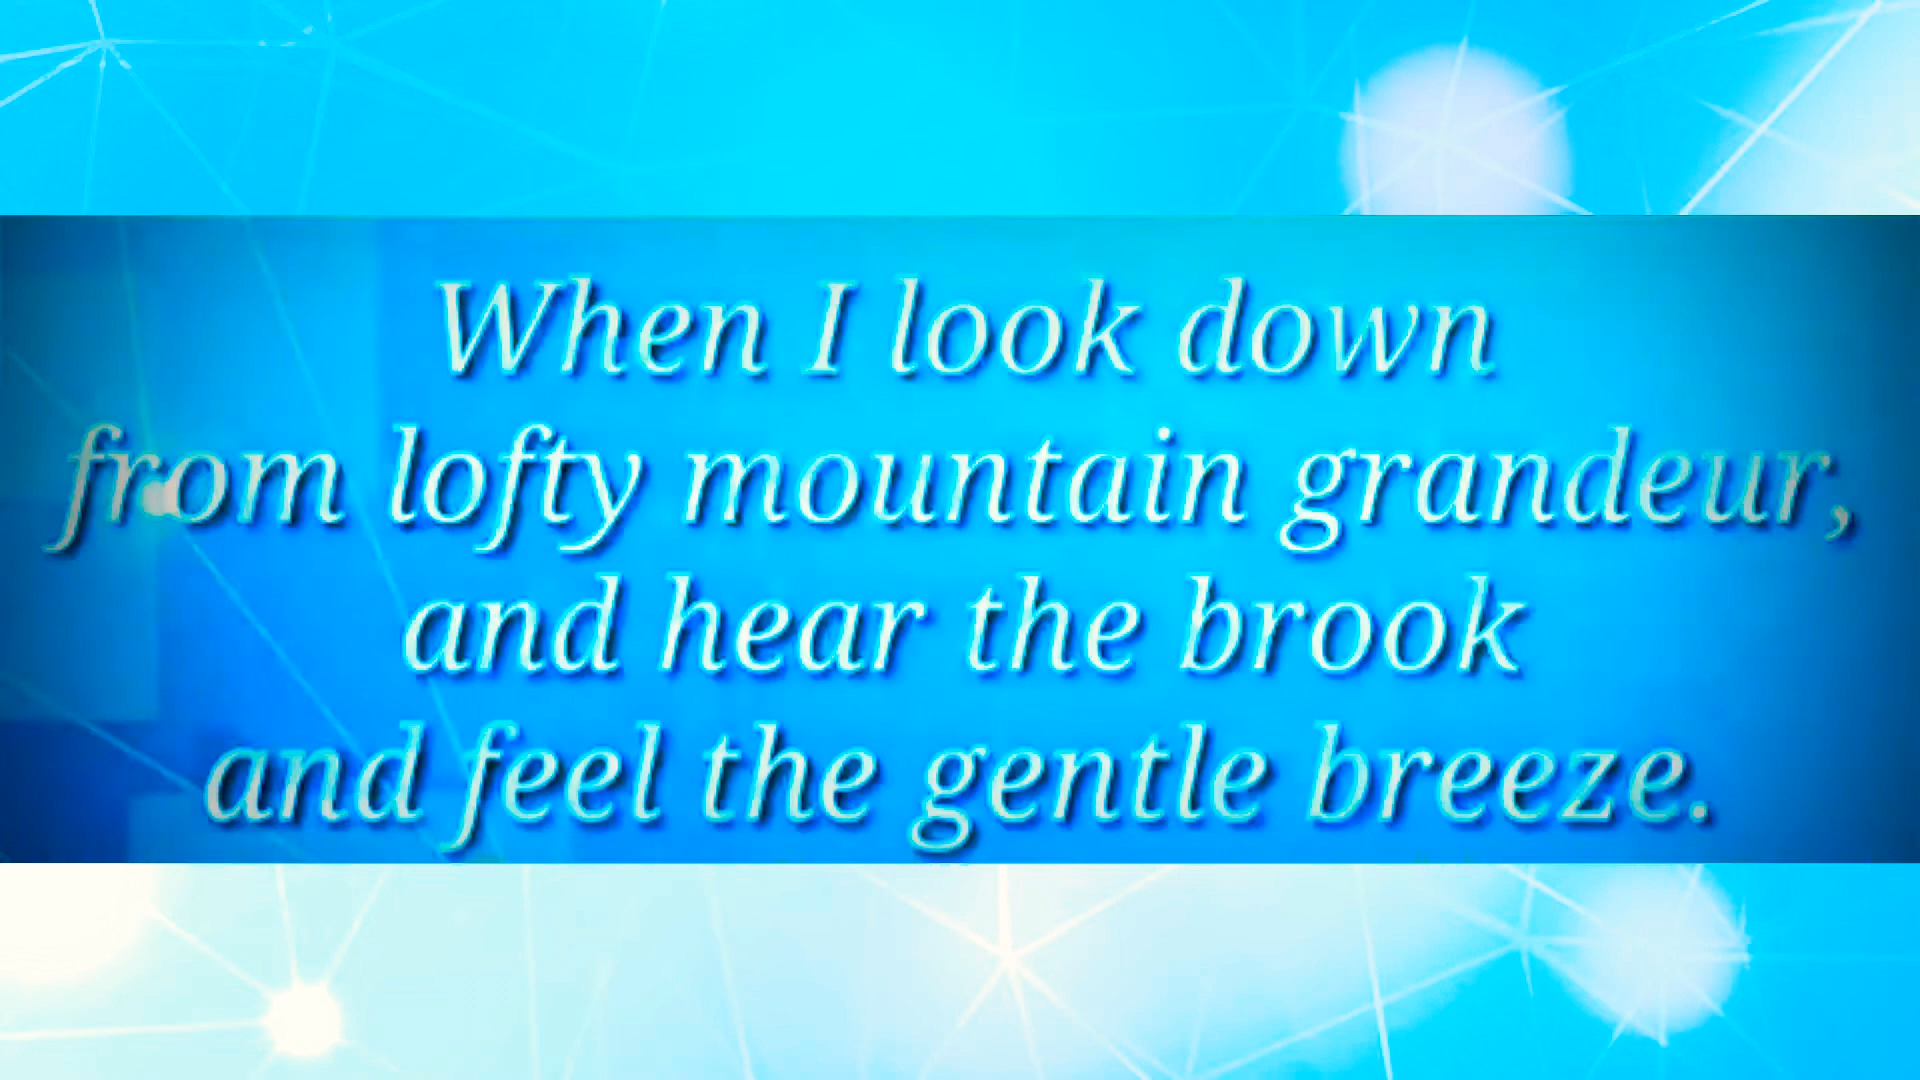 When I look down
from lofty mountain grandeur,
and hear the brook
and feel the gentle breeze.